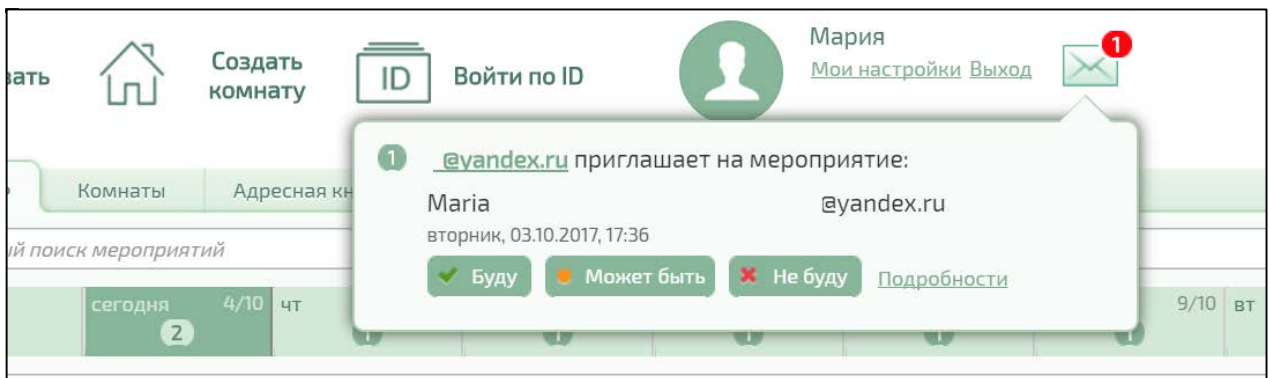 Создать
комнату
ID
Войти по ID
Мария
Мои настройки Выход
1
1 _@yandex.ru приглашает на мероприятие:
Maria @yandex.ru
вторник, 03.10.2017, 17:36
Буду Может быть Не буду Подробности
Комнаты Адресная кн
поиск мероприятий
сегодня 4/10 чт 9/10 вт
2